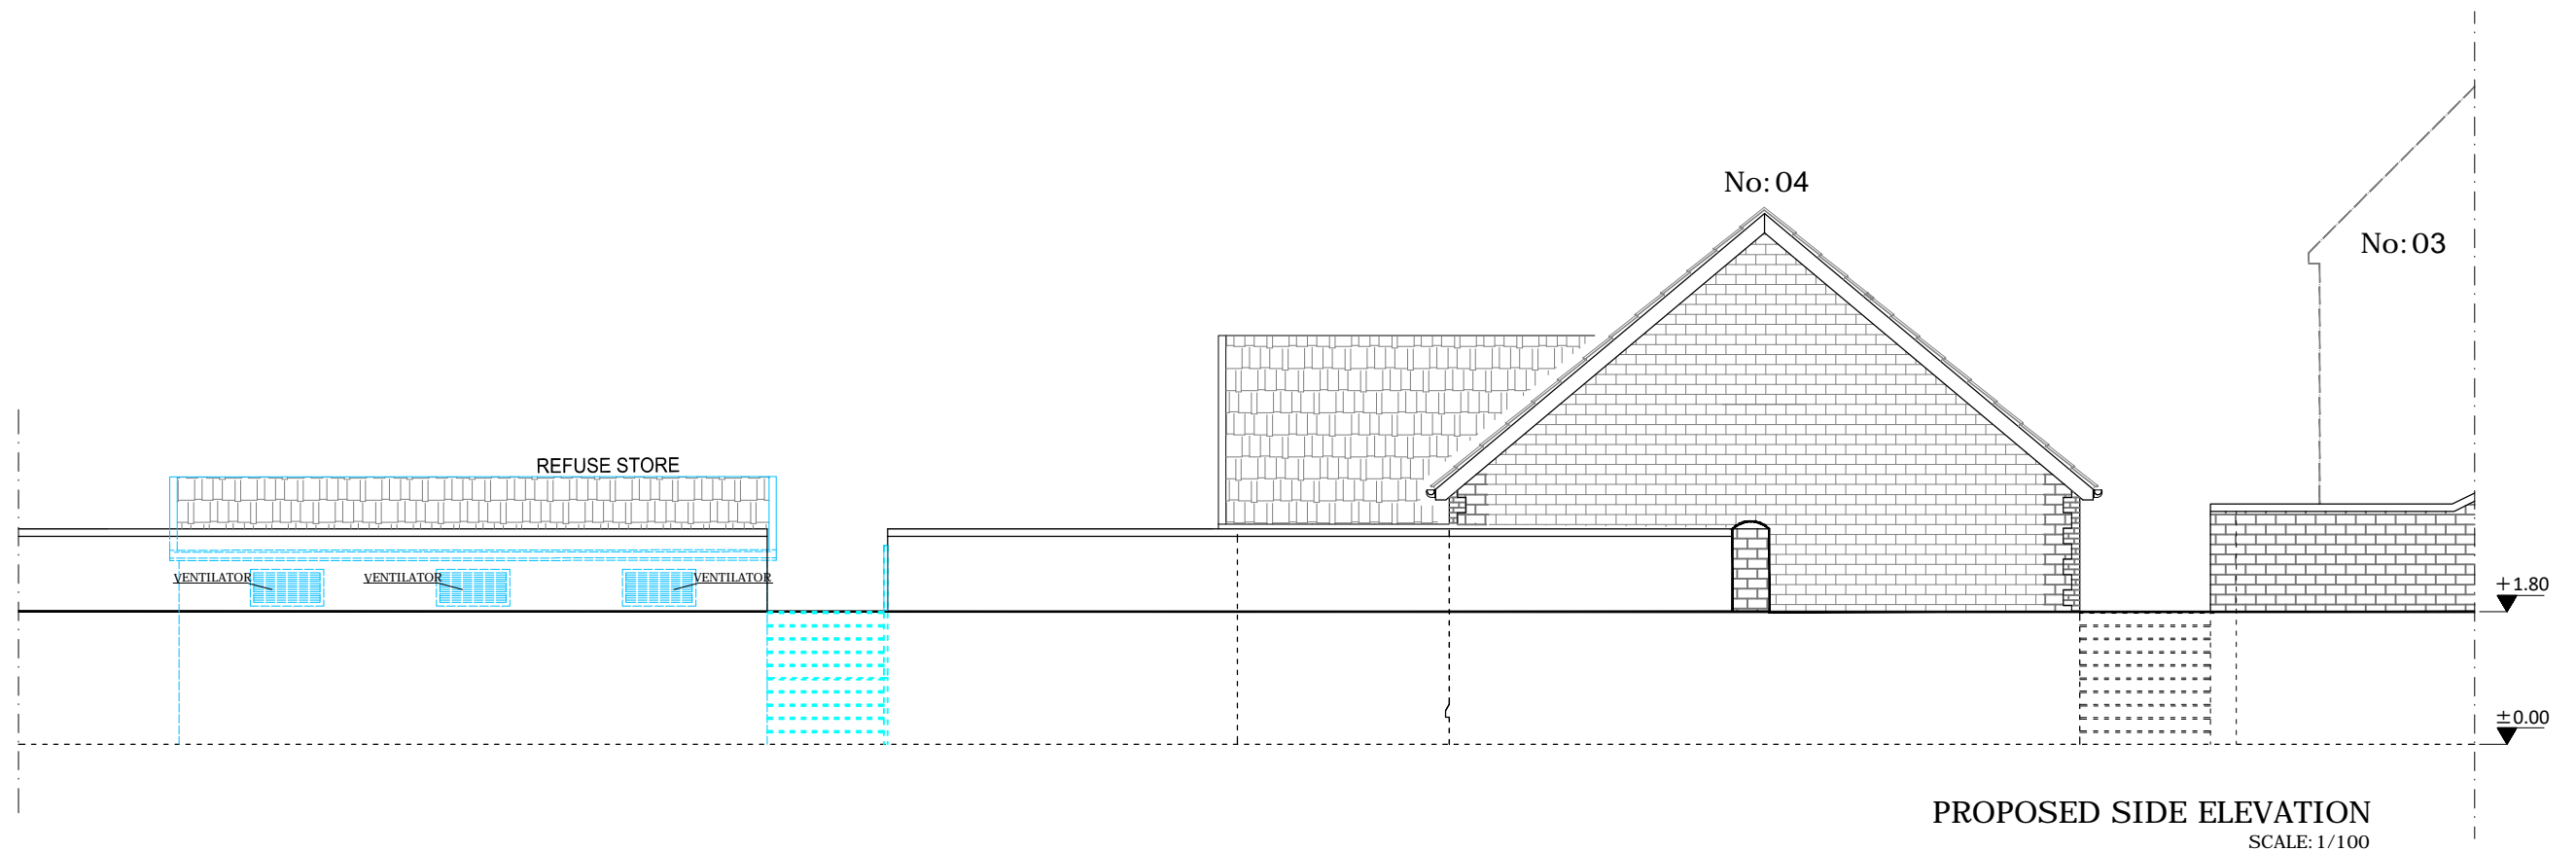 No: 04
No: 03
REFUSE STORE
VENTILATOR VENTILATOR VENTILATOR
±1.80
±0.00
PROPOSED SIDE ELEVATION
SCALE: 1/100